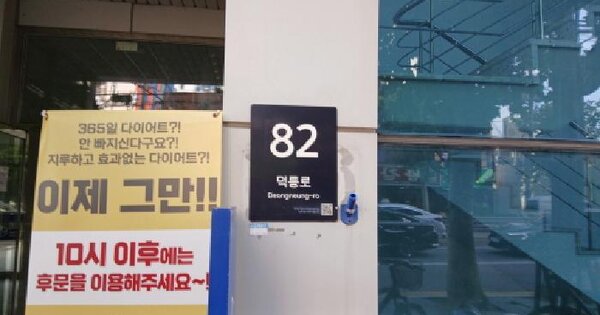 365일 다이어트?!
안 빠지신다구요?!
지루하고 효과없는 다이어트?!
이제 그만!!
10시 이후에는
후문을 이용해주세요~!
82
덕릉로
Deongneung-ro